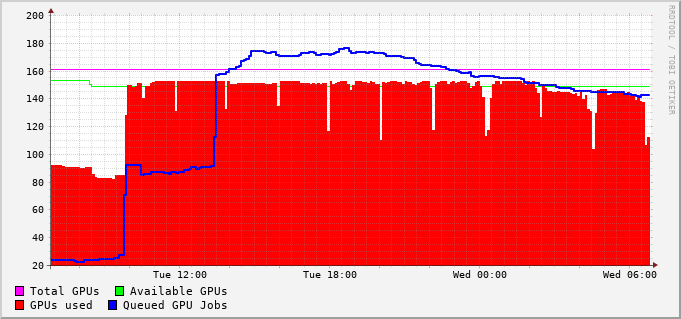 200
180
160
140
120
100
80
60
40
20
Tue 12:00 Tue 18:00 Wed 00:00 Wed 06:00
Total GPUs Available GPUs
GPUs used Queued GPU Jobs
RRDTOOL / TOBI OETIKER